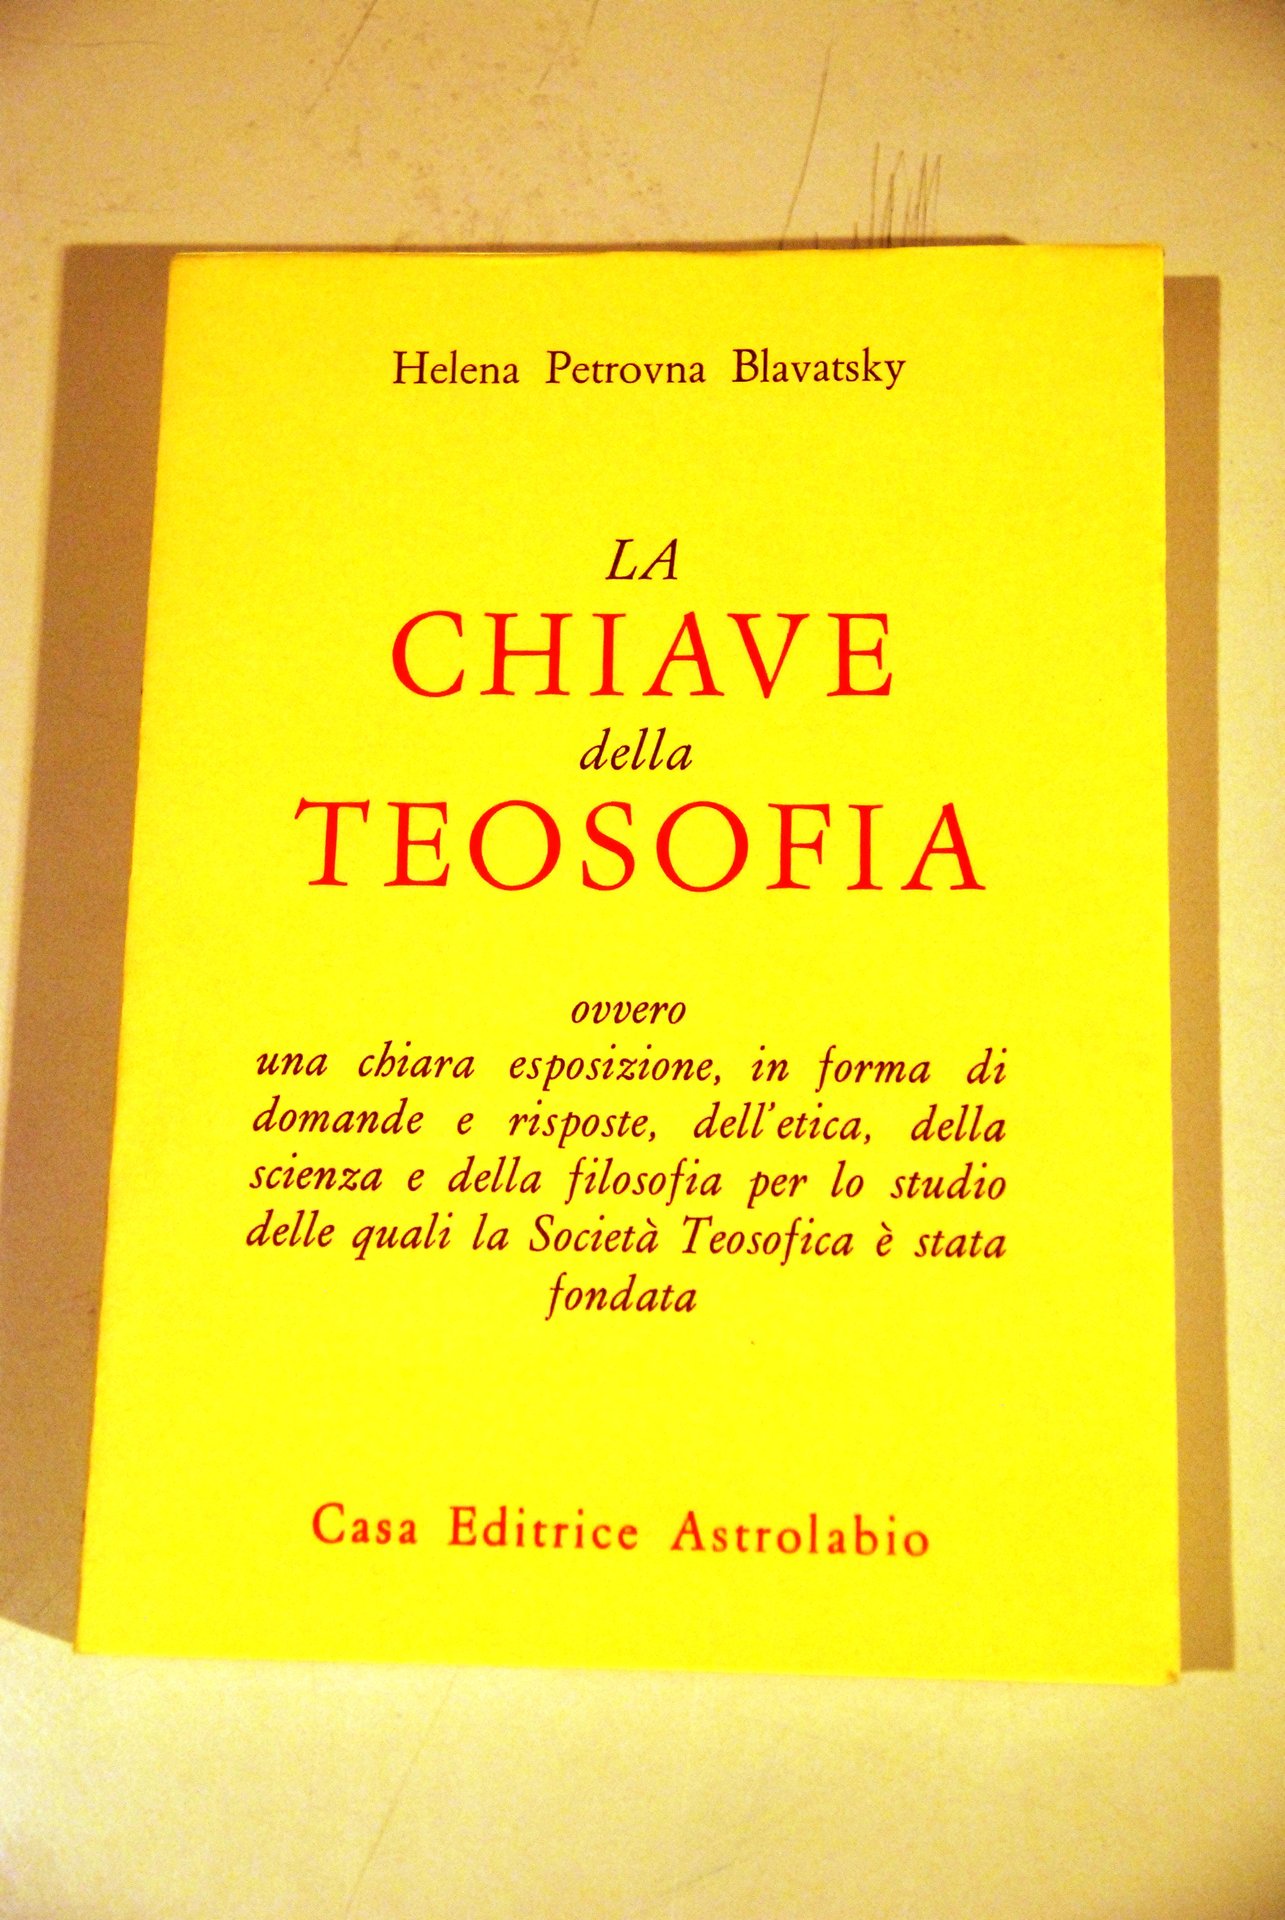 Helena Petrovna Blavatsky
LA
CHIAVE
della
TEOSOFIA
ovvero
una chiara esposizione, in forma di
domande e risposte, dell'etica, della
scienza e della filosofia per lo studio
delle quali la Società Teosofica è stata
fondata
Casa Editrice Astrolabio